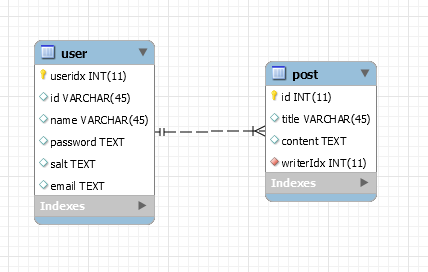 user
useridx INT(11)
id VARCHAR(45)
name VARCHAR(45)
password TEXT
salt TEXT
email TEXT
Indexes
post
id INT(11)
title VARCHAR(45)
content TEXT
writerIdx INT(11)
Indexes